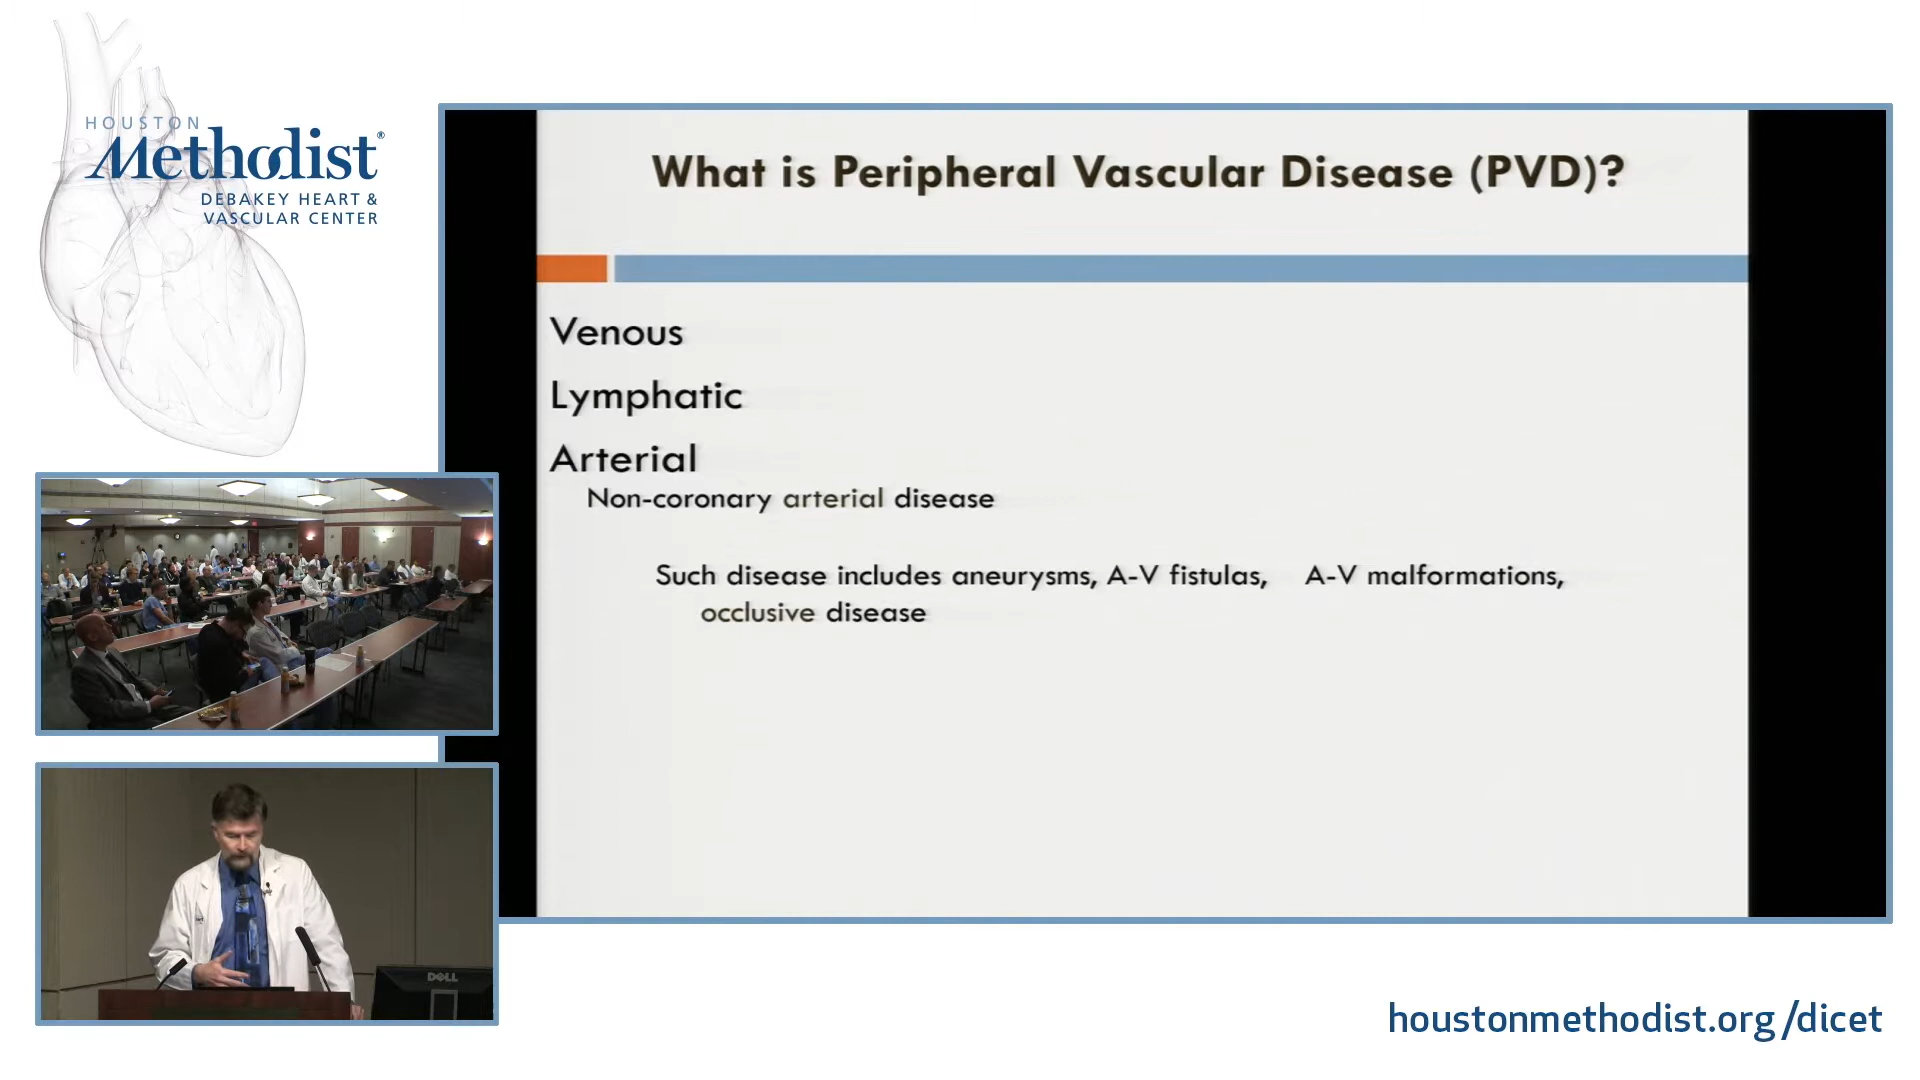 HOUSTON
Methodist®
DEBAKEY HEART &
VASCULAR CENTER
What is Peripheral Vascular Disease (PVD)?
Venous
Lymphatic
Arterial
Non-coronary arterial disease
Such disease includes aneurysms, A-V fistulas, A-V malformations,
occlusive disease
DELL
houstonmethodist.org/dicet